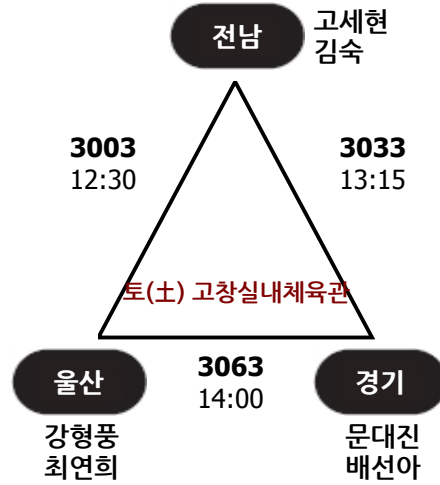 전남
고세현
김숙
3003
12:30
3033
13:15
토(土) 고창실내체육관
울산
3063
14:00
경기
강형풍
최연희
문대진
배선아